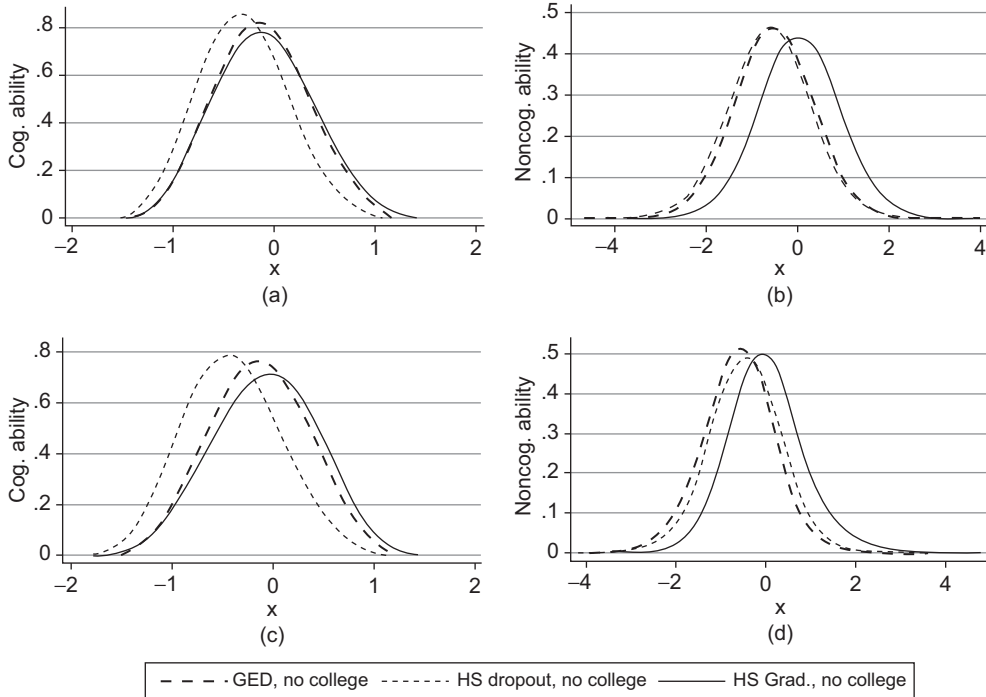 .8
.6
.4
.2
0
Cog. ability
−2 −1 0 1 2
x
(a)
.5
.4
.3
.2
.1
0
Noncog. ability
−4 −2 0 2 4
x
(b)
.8
.6
.4
.2
0
Cog. ability
−2 −1 0 1 2
x
(c)
.5
.4
.3
.2
.1
0
Noncog. ability
−4 −2 0 2 4
x
(d)
GED, no college HS dropout, no college HS Grad., no college